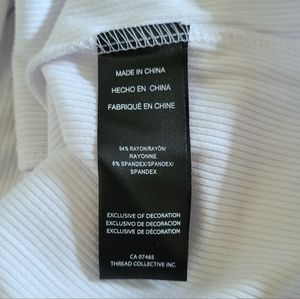 MADE IN CHINA
HECHO EN CHINA
FABRIQUÉ EN CHINE
94% RAYON/RAYÓN/
RAYONNE
6% SPANDEX/SPANDEX/
SPANDEX
EXCLUSIVE OF DECORATION
EXCLUSIVO DE DECORACIÓN
EXCLUSIF DE DÉCORATION
CA 07465
THREAD COLLECTIVE INC.